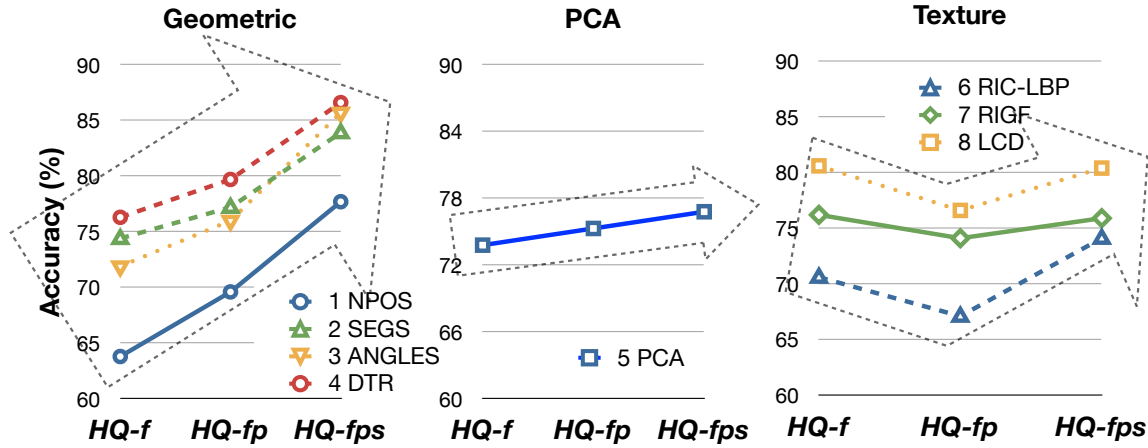 Geometric
PCA
Texture
Accuracy (%)
90
85
80
75
70
65
60
1 NPOS
2 SEGS
3 ANGLES
4 DTR
HQ-f
HQ-fp
HQ-fps
90
84
78
72
66
60
5 PCA
HQ-f
HQ-fp
HQ-fps
90
85
80
75
70
65
60
6 RIC-LBP
7 RIGF
8 LCD
HQ-f
HQ-fp
HQ-fps